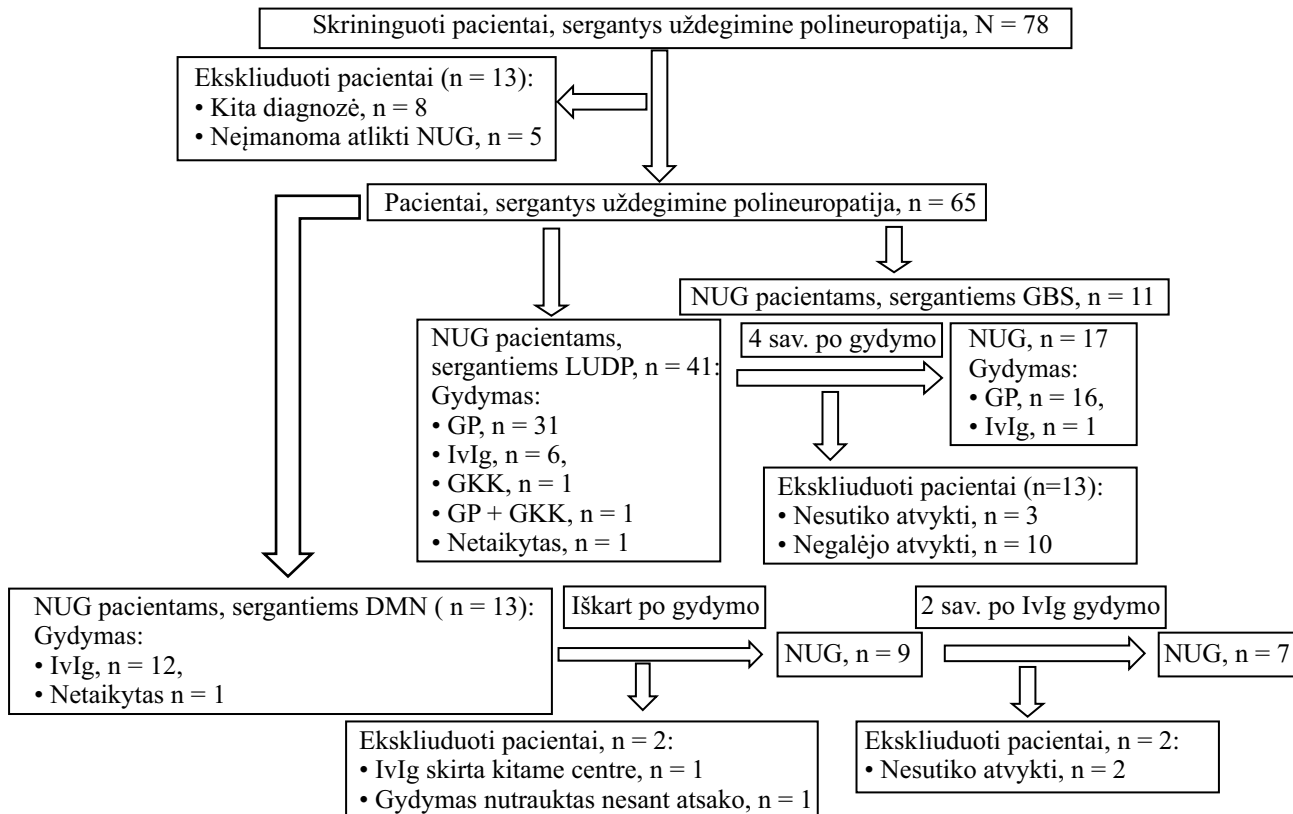 Skrininguoti pacientai, sergantys uždegimine polineuropatija, N = 78
Ekskliuduoti pacientai (n = 13):
• Kita diagnozė, n = 8
• Neįmanoma atlikti NUG, n = 5
Pacientai, sergantys uždegimine polineuropatija, n = 65
NUG pacientams, sergantiems GBS, n = 11
NUG pacientams,
sergantiems LUDP, n = 41:
Gydymas:
• GP, n = 31
• IvIg, n = 6,
• GKK, n = 1
• GP + GKK, n = 1
• Netaikytas, n = 1
4 sav. po gydymo
NUG, n = 17
Gydymas:
• GP, n = 16,
• IvIg, n = 1
Ekskliuduoti pacientai (n=13):
• Nesutiko atvykti, n = 3
• Negalėjo atvykti, n = 10
NUG pacientams, sergantiems DMN ( n = 13):
Gydymas:
• IvIg, n = 12,
• Netaikytas n = 1
Iškart po gydymo
NUG, n = 9
2 sav. po IvIg gydymo
NUG, n = 7
Ekskliuduoti pacientai, n = 2:
• IvIg skirta kitame centre, n = 1
• Gydymas nutrauktas nesant atsako, n = 1
Ekskliuduoti pacientai, n = 2:
• Nesutiko atvykti, n = 2